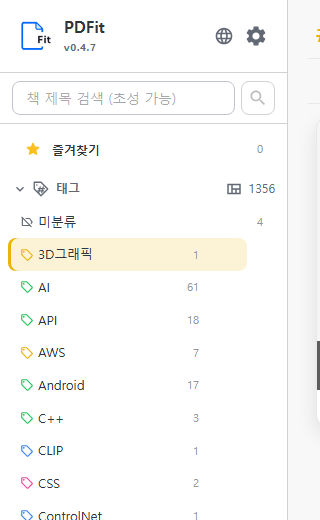 Fit
PDFit
v0.4.7
책 제목 검색 (초성 가능)
즐겨찾기 0
태그 1356
미분류 4
3D그래픽 1
AI 61
API 18
AWS 7
Android 17
C++ 3
CLIP 1
CSS 2
ControlNet 1